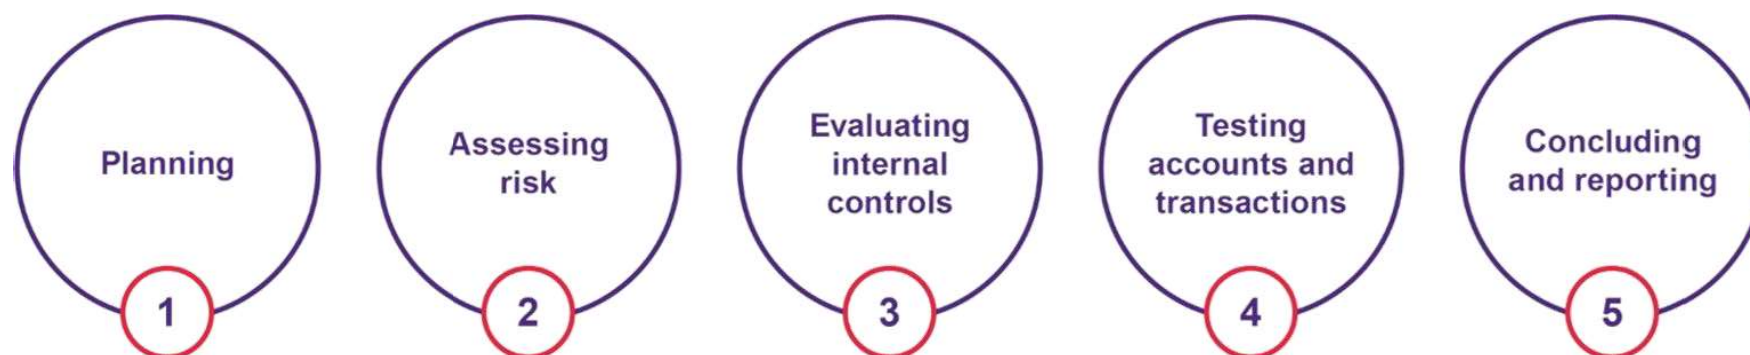 Planning
1
Assessing
risk
2
Evaluating
internal
controls
3
Testing
accounts and
transactions
4
Concluding
and reporting
5